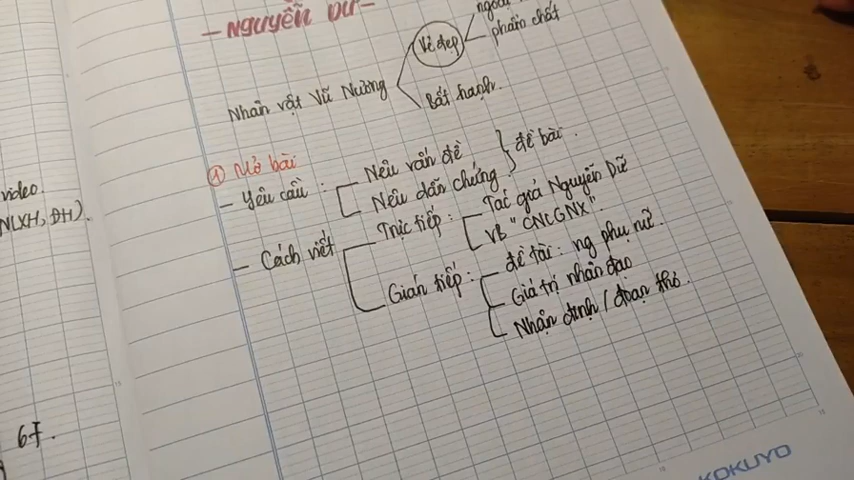 - NGUYỄN DỮ -
ngoại
Vẻ đẹp
phẩm chất
Nhân vật Vũ Nương
Bất hạnh.
① Mở bài
- Yêu cầu :
Nêu vấn đề
Nêu dẫn chứng
đề bài.
- Cách viết
Trực tiếp :
Tác giả Nguyễn Dữ
VB "CNCGNX".
Gián tiếp :
đề tài : ng phụ nữ.
Giá trị nhân đạo
Nhận định / đoạn thơ.
video.
NLXH, ĐH).
67.
KOKUYO